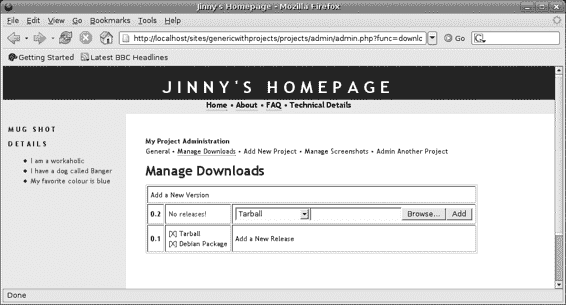 Jinny's Homepage - Mozilla Firefox
File Edit View Go Bookmarks Tools Help
http://localhost/sites/genericwithprojects/projects/admin/admin.php?func=downlc Go G
Getting Started Latest BBC Headlines
JINNY'S HOMEPAGE
Home • About • FAQ • Technical Details
MUG SHOT
DETAILS
I am a workaholic
I have a dog called Banger
My favorite colour is blue
My Project Administration
General • Manage Downloads • Add New Project • Manage Screenshots • Admin Another Project
Manage Downloads
Add a New Version
0.2 No releases! Tarball Browse... Add
0.1 [X] Tarball
[X] Debian Package
Add a New Release
Done